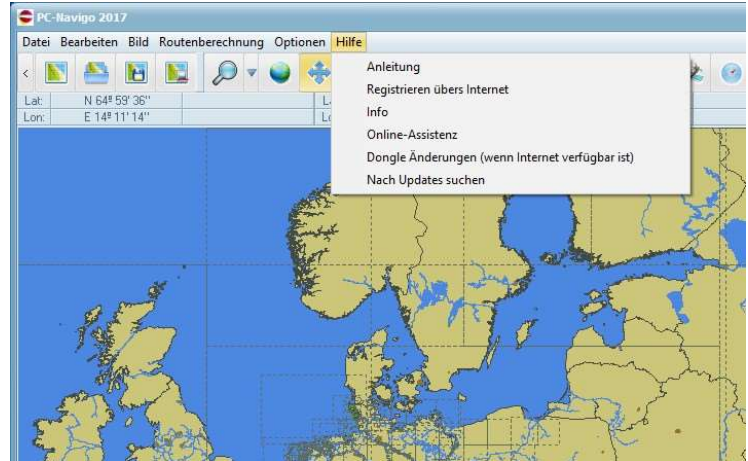 PC-Navigo 2017
Datei Bearbeiten Bild Routenberechnung Optionen Hilfe
Anleitung
Registrieren übers Internet
Info
Online-Assistenz
Dongle Änderungen (wenn Internet verfügbar ist)
Nach Updates suchen
Lat: N 64º 59' 36''
Lon: E 14º 11' 14''